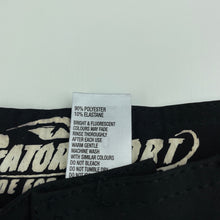 90% POLYESTER
10% ELASTANE
BRIGHT & FLUORESCENT
COLOURS MAY FADE
RINSE THOROUGHLY
AFTER EACH USE
WARM GENTLE
MACHINE WASH
WITH SIMILAR COLOURS
DO NOT BLEACH
DO NOT TUMBLE DRY